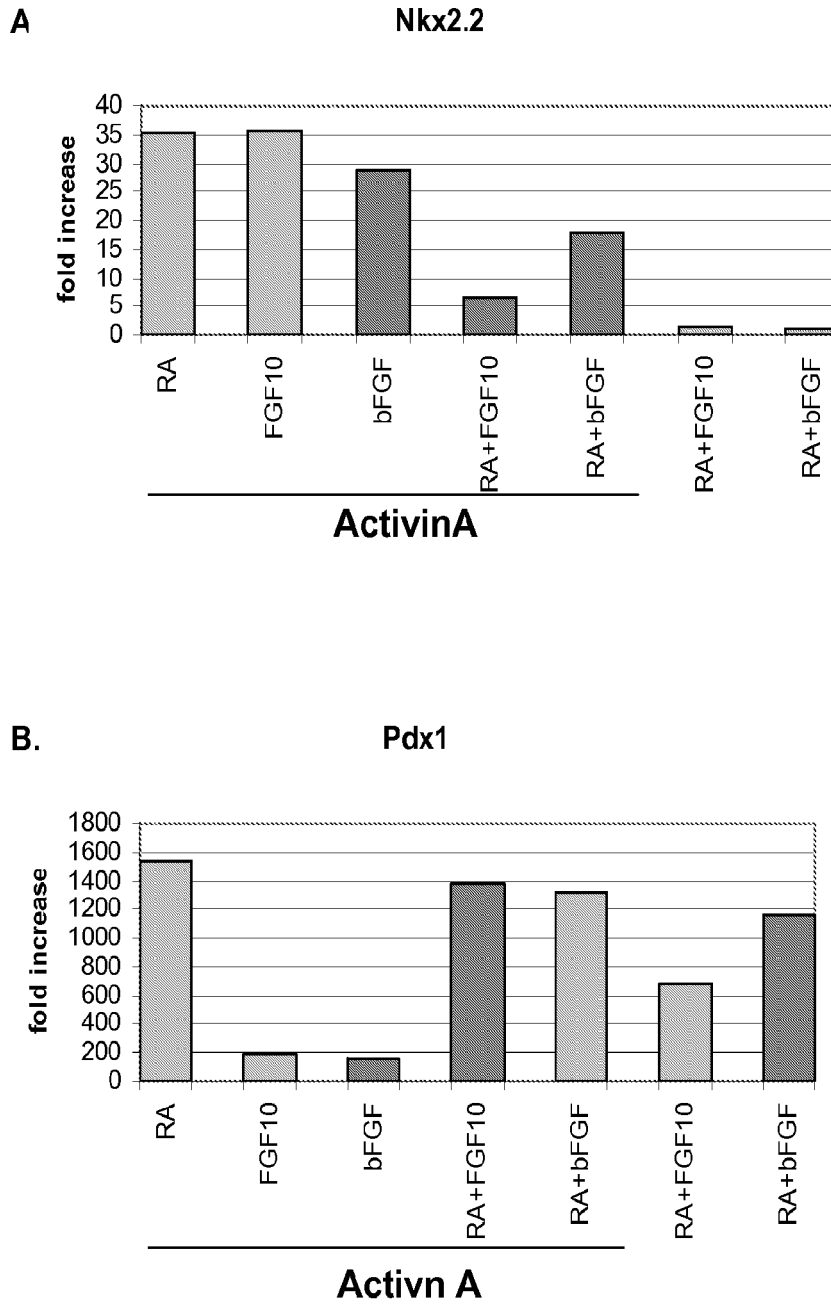 A
Nkx2.2
fold increase
40
35
30
25
20
15
10
5
0
RA
FGF10
bFGF
RA+FGF10
RA+bFGF
RA+FGF10
RA+bFGF
ActivinA
B.
Pdx1
fold increase
1800
1600
1400
1200
1000
800
600
400
200
0
RA
FGF10
bFGF
RA+FGF10
RA+bFGF
RA+FGF10
RA+bFGF
Activn A